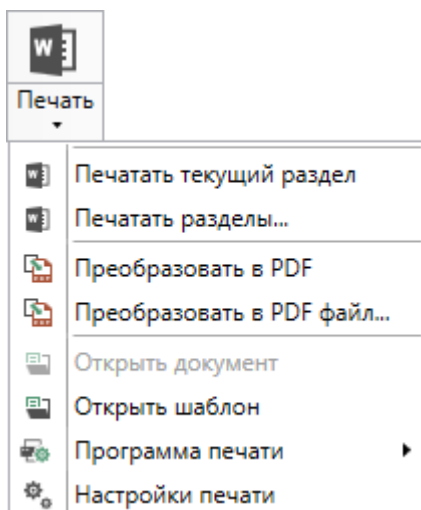 W
Печать
Печатать текущий раздел
Печатать разделы...
Преобразовать в PDF
Преобразовать в PDF файл...
Открыть документ
Открыть шаблон
Программа печати
Настройки печати